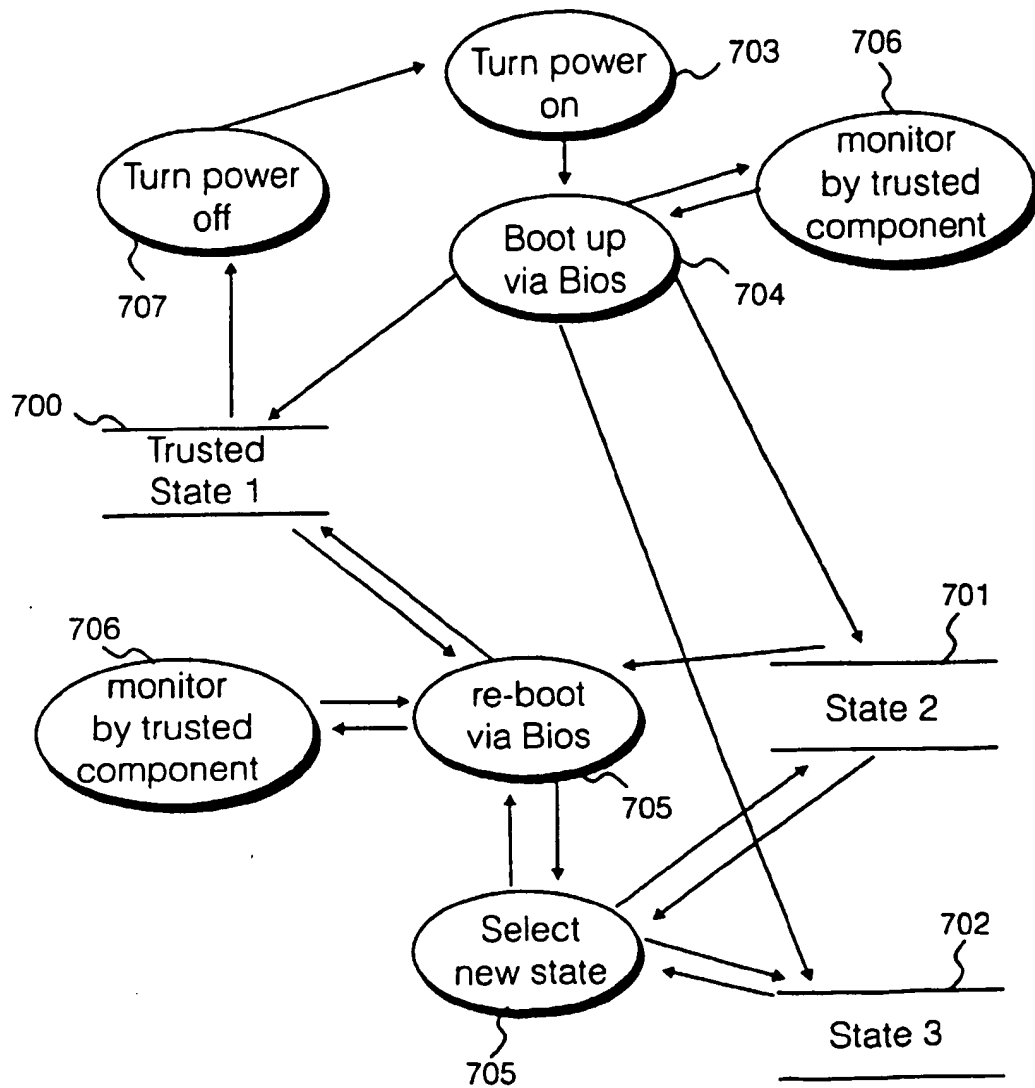 Turn power
on
703
706
monitor
by trusted
component
Turn power
off
707
Boot up
via Bios
704
700
Trusted
State 1
706
monitor
by trusted
component
re-boot
via Bios
705
701
State 2
Select
new state
705
702
State 3